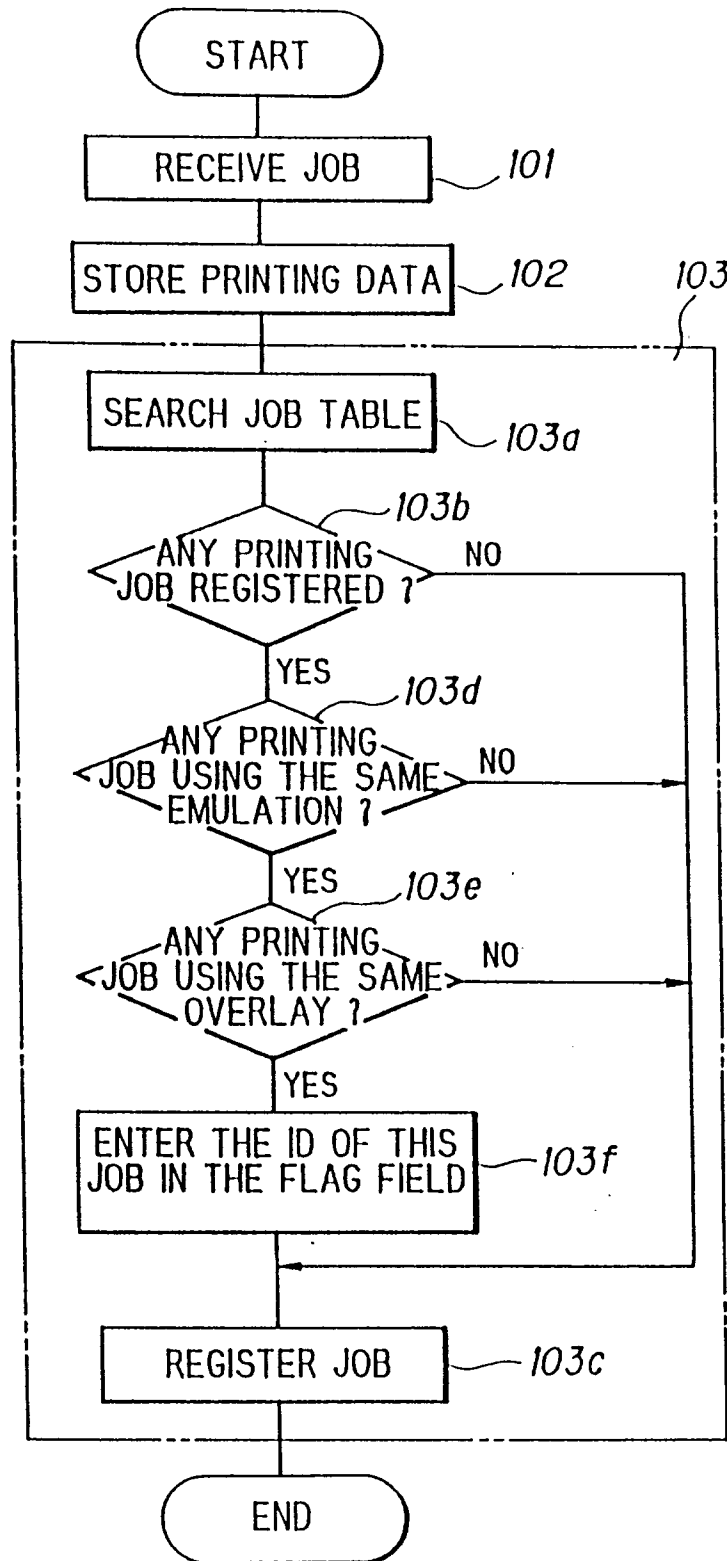 START
RECEIVE JOB
101
STORE PRINTING DATA
102
103
SEARCH JOB TABLE
103a
103b
ANY PRINTING
JOB REGISTERED ?
NO
YES
103d
ANY PRINTING
JOB USING THE SAME
EMULATION ?
NO
YES
103e
ANY PRINTING
JOB USING THE SAME
OVERLAY ?
NO
YES
ENTER THE ID OF THIS
JOB IN THE FLAG FIELD
103f
REGISTER JOB
103c
END